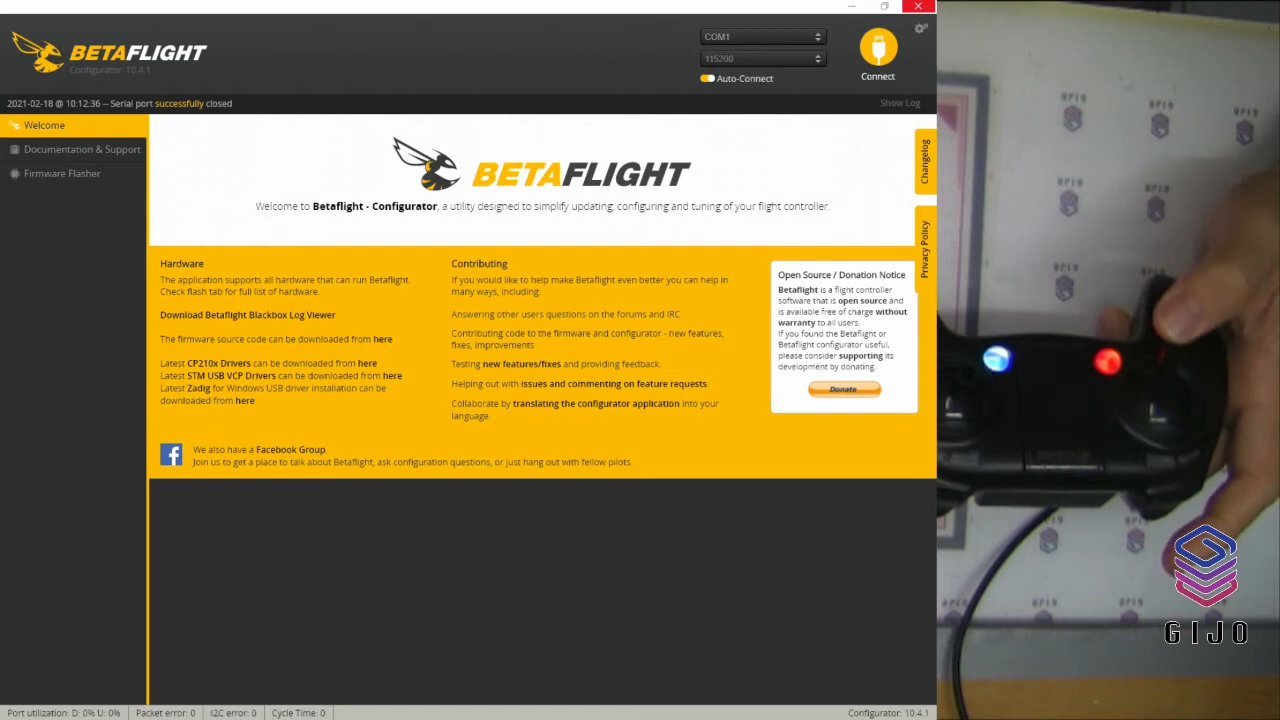 BETAFLIGHT
Configurator: 10.4.1
COM1
115200
Auto-Connect
Connect
2021-02-18 @ 10:12:36 -- Serial port successfully closed
Show Log
Welcome
Documentation & Support
Firmware Flasher
BETAFLIGHT
Welcome to Betaflight - Configurator, a utility designed to simplify updating, configuring and tuning of your flight controller.
Changelog
Privacy Policy
Hardware
The application supports all hardware that can run Betaflight.
Check flash tab for full list of hardware.
Download Betaflight Blackbox Log Viewer
The firmware source code can be downloaded from here
Latest CP210x Drivers can be downloaded from here
Latest STM USB VCP Drivers can be downloaded from here
Latest Zadig for Windows USB driver installation can be
downloaded from here
Contributing
If you would like to help make Betaflight even better you can help in
many ways, including:
Answering other users questions on the forums and IRC.
Contributing code to the firmware and configurator - new features,
fixes, improvements
Testing new features/fixes and providing feedback.
Helping out with issues and commenting on feature requests.
Collaborate by translating the configurator application into your
language.
Open Source / Donation Notice
Betaflight is a flight controller
software that is open source and
is available free of charge without
warranty to all users.
If you found the Betaflight or
Betaflight configurator useful,
please consider supporting its
development by donating.
Donate
We also have a Facebook Group.
Join us to get a place to talk about Betaflight, ask configuration questions, or just hang out with fellow pilots.
GIJO
Port utilization: D: 0% U: 0%
Packet error: 0
I2C error: 0
Cycle Time: 0
Configurator: 10.4.1